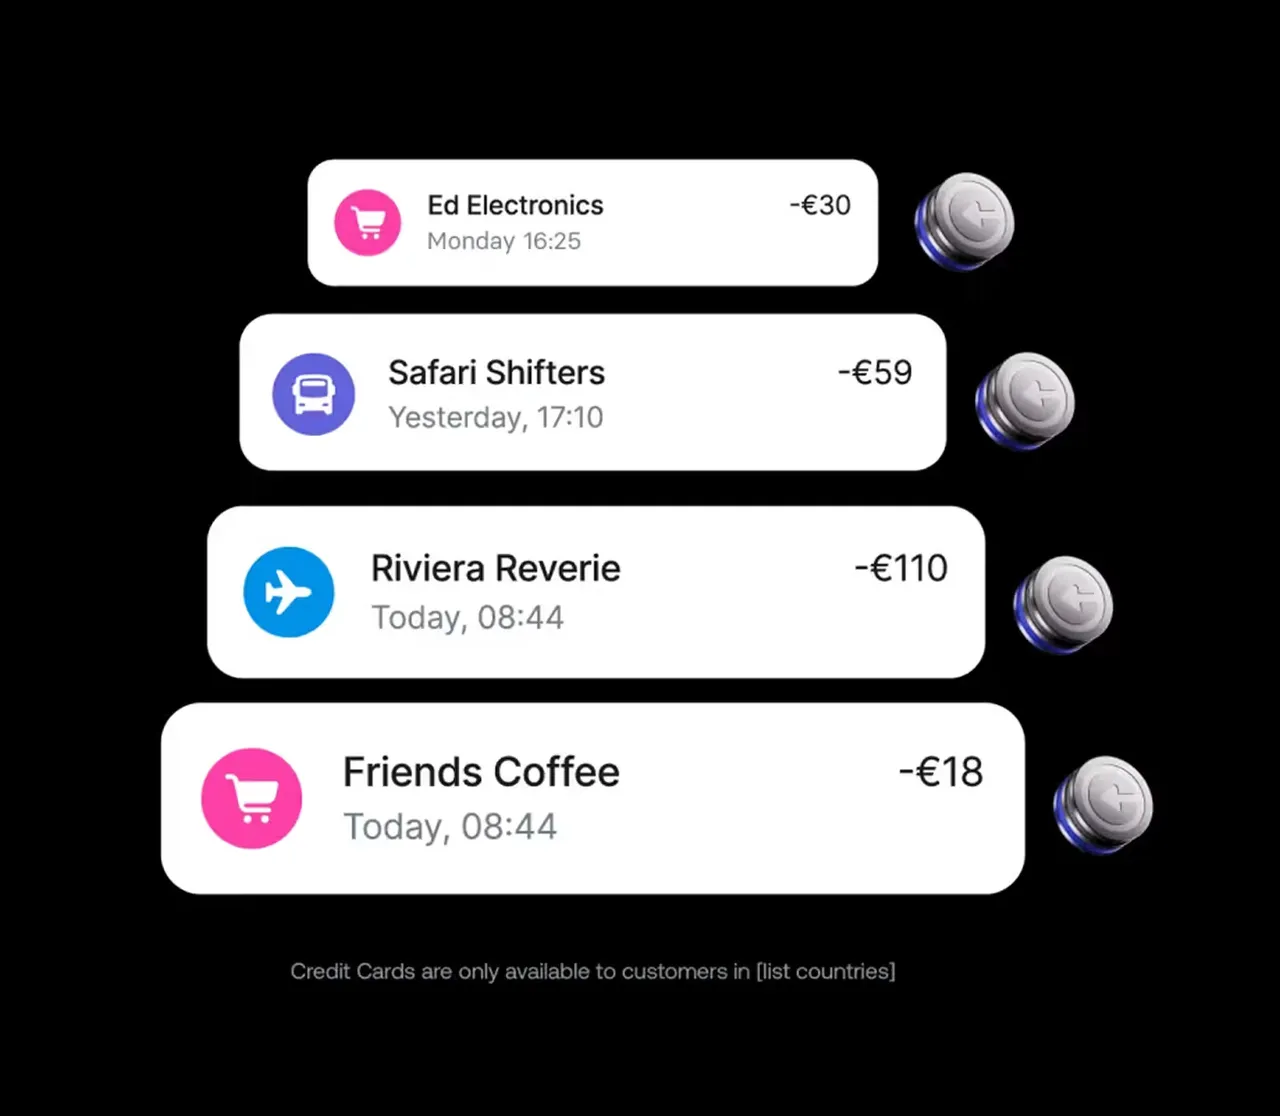 Ed Electronics
-€30
Monday 16:25
Safari Shifters
-€59
Yesterday, 17:10
Riviera Reverie
-€110
Today, 08:44
Friends Coffee
-€18
Today, 08:44
Credit Cards are only available to customers in [list countries]